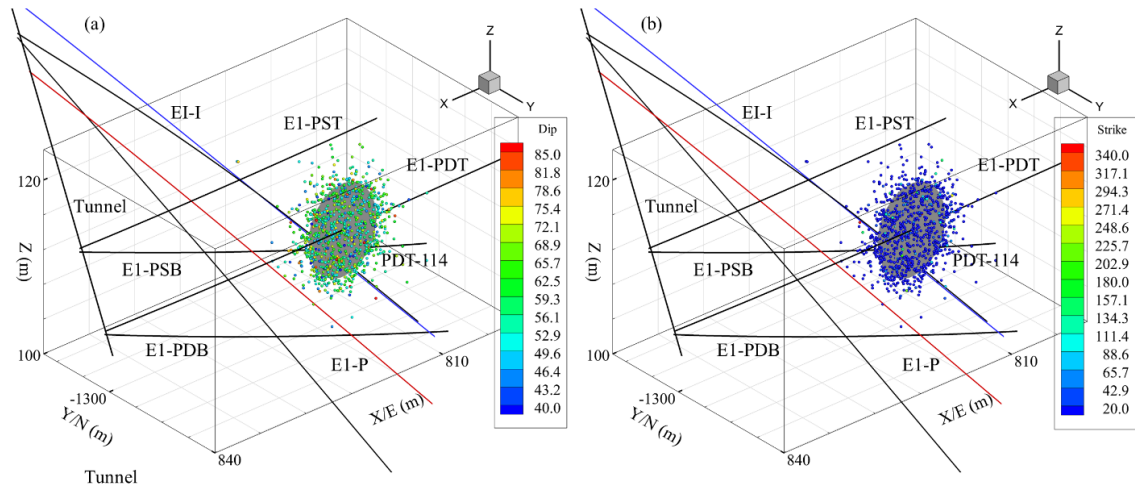 (a)
Z
X
Y
EI-I
E1-PST
E1-PDT
Dip
85.0
81.8
78.6
75.4
72.1
68.9
65.7
62.5
59.3
56.1
52.9
49.6
46.4
43.2
40.0
120
Tunnel
Z (m)
E1-PSB
PDT-114
E1-PDB
E1-P
100
810
-1300
Y/N (m)
X/E (m)
840
Tunnel
(b)
Z
X
Y
EI-I
E1-PST
E1-PDT
Strike
340.0
317.1
294.3
271.4
248.6
225.7
202.9
180.0
157.1
134.3
111.4
88.6
65.7
42.9
20.0
120
Tunnel
Z (m)
E1-PSB
PDT-114
E1-PDB
E1-P
100
810
-1300
Y/N (m)
X/E (m)
840